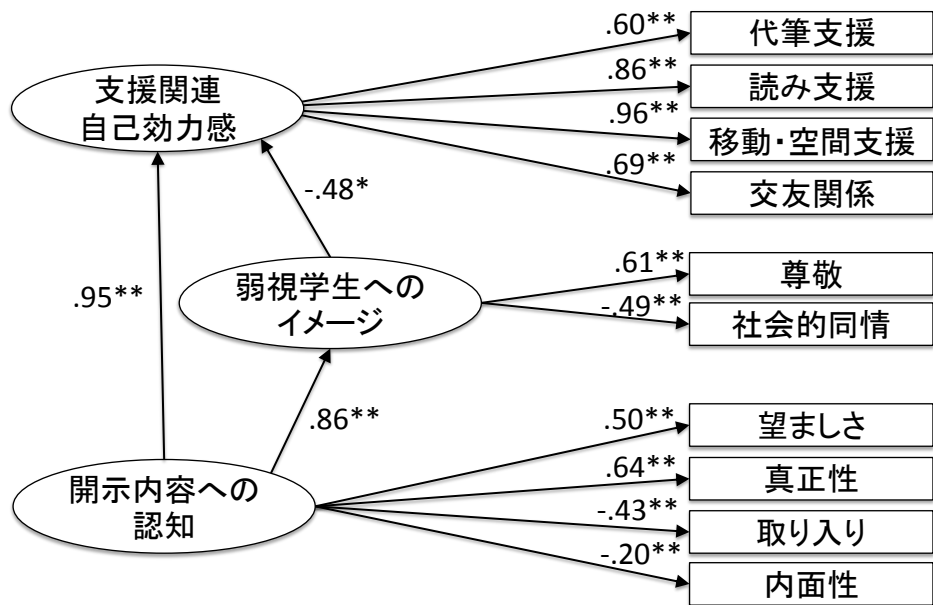 .60**
代筆支援
支援関連
自己効力感
.86**
読み支援
.96**
移動・空間支援
.69**
交友関係
-.48*
.95**
弱視学生への
イメージ
.61**
尊敬
-.49**
社会的同情
.86**
.50**
望ましさ
開示内容への
認知
.64**
真正性
-.43**
取り入り
-.20**
内面性